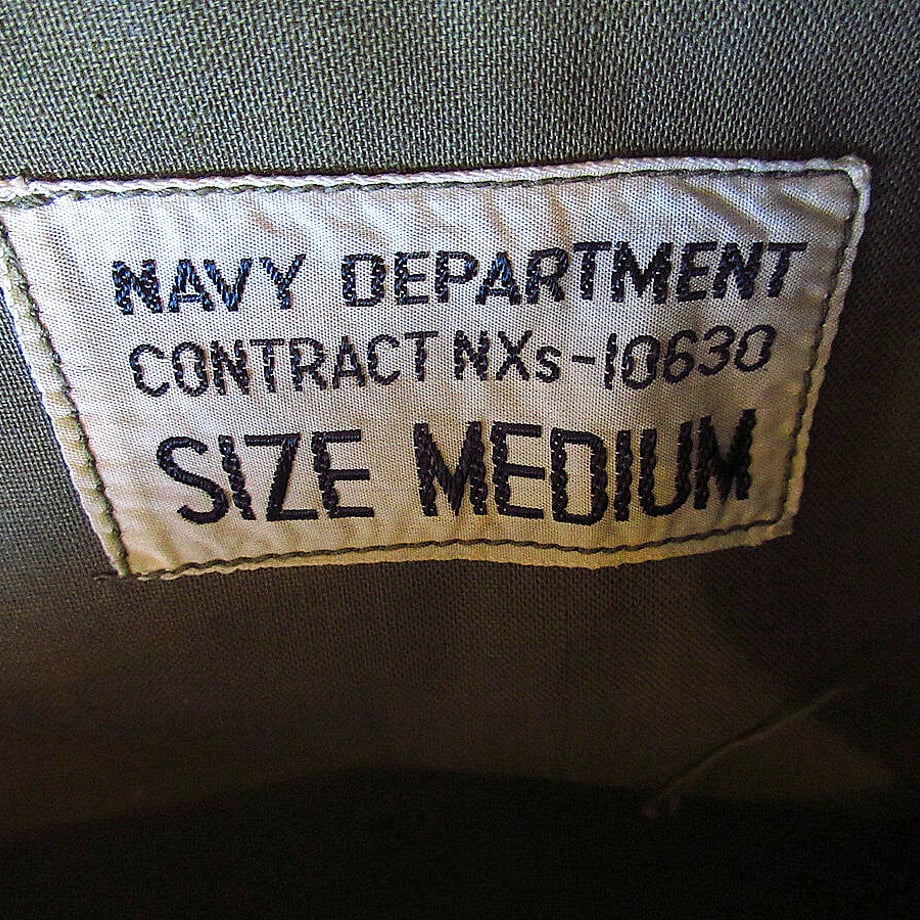 NAVY DEPARTMENT
CONTRACT NXs-10630
SIZE MEDIUM